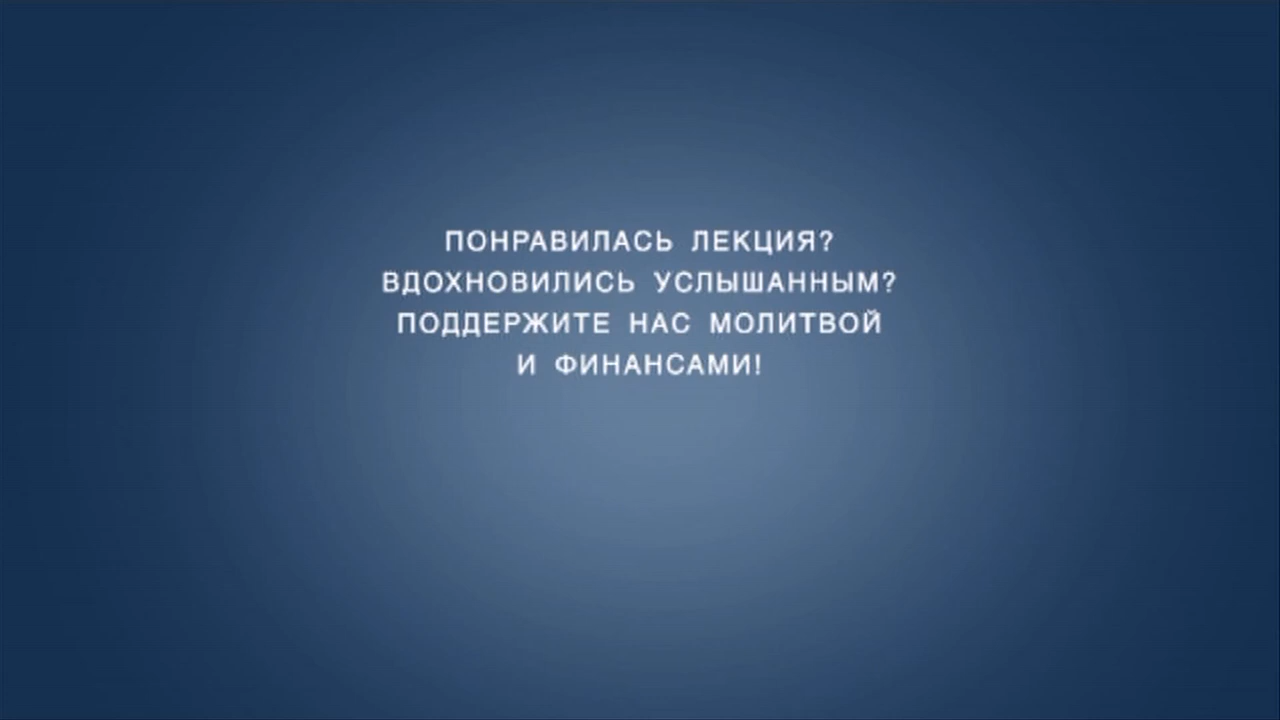 ПОНРАВИЛАСЬ ЛЕКЦИЯ?
ВДОХНОВИЛИСЬ УСЛЫШАННЫМ?
ПОДДЕРЖИТЕ НАС МОЛИТВОЙ
И ФИНАНСАМИ!